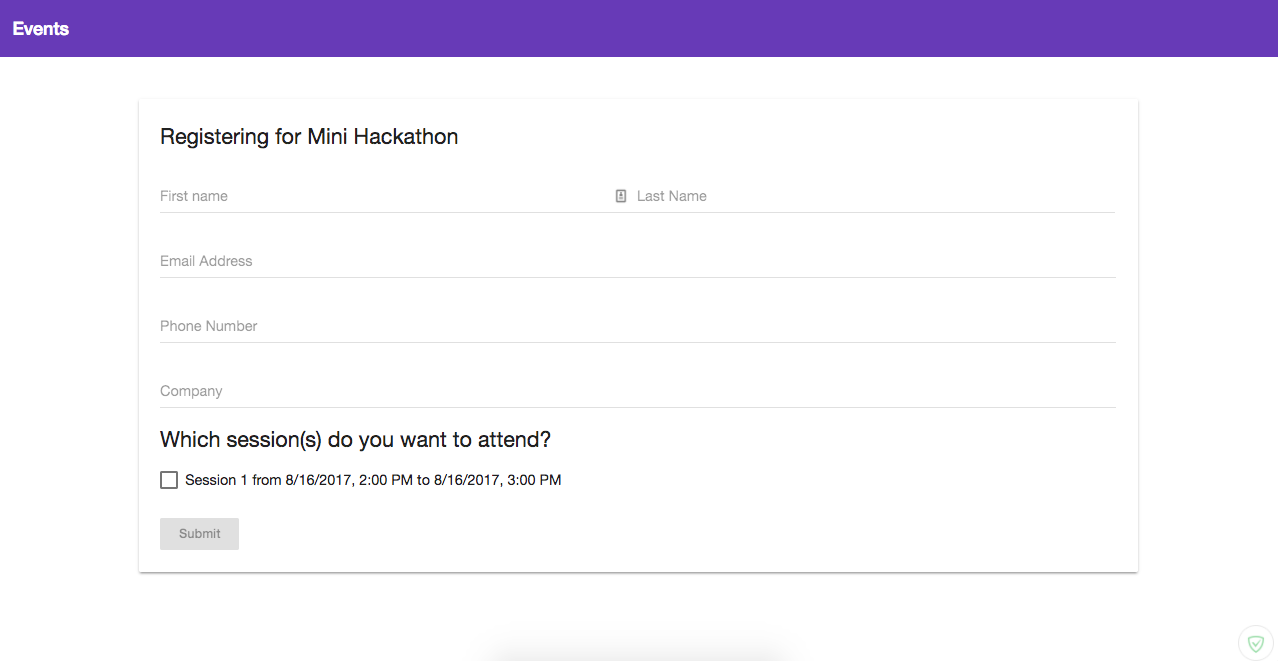 Events
Registering for Mini Hackathon
First name Last Name
Email Address
Phone Number
Company
Which session(s) do you want to attend?
Session 1 from 8/16/2017, 2:00 PM to 8/16/2017, 3:00 PM
Submit